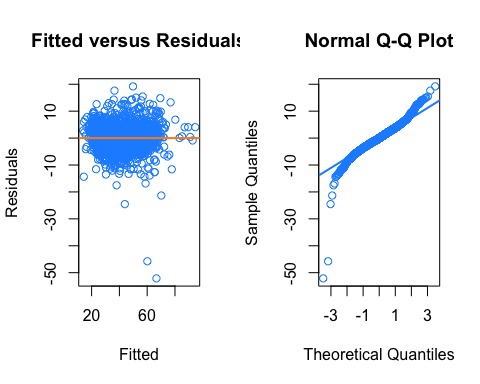 Fitted versus Residuals
Residuals
10
-10
-30
-50
20 60
Fitted
Normal Q-Q Plot
Sample Quantiles
10
-10
-30
-50
-3 -1 1 3
Theoretical Quantiles